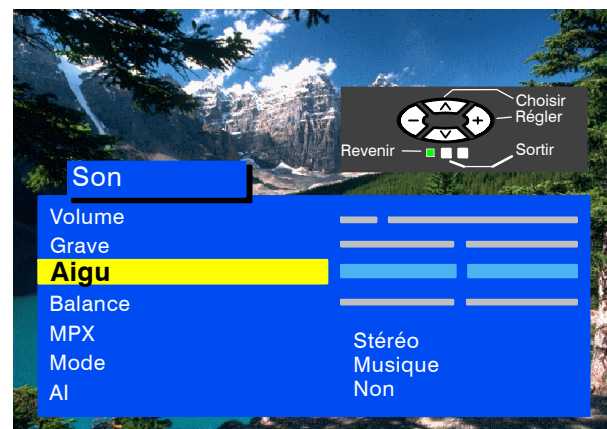 Choisir
Régler
Revenir
Sortir
Son
Volume
Grave
Aigu
Balance
MPX Stéréo
Mode Musique
AI Non